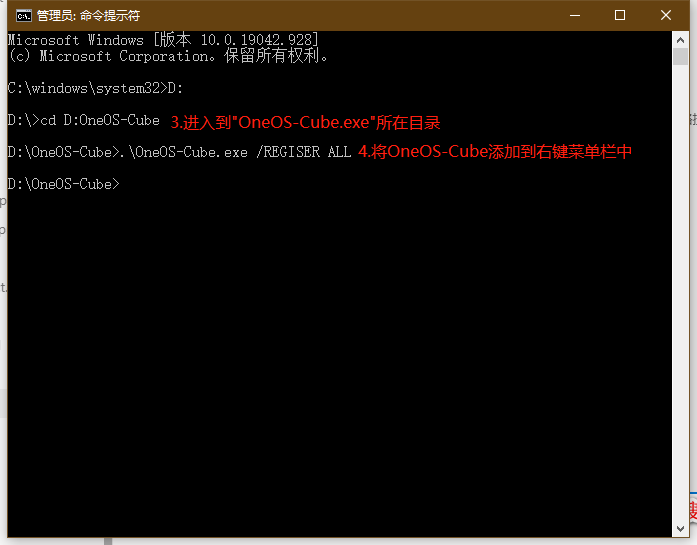 管理员: 命令提示符
Microsoft Windows [版本 10.0.19042.928]
(c) Microsoft Corporation。保留所有权利。
C:\windows\system32>D:
D:\>cd D:OneOS-Cube 3.进入到"OneOS-Cube.exe"所在目录
D:\OneOS-Cube>.\OneOS-Cube.exe /REGISER ALL 4.将OneOS-Cube添加到右键菜单栏中
D:\OneOS-Cube>